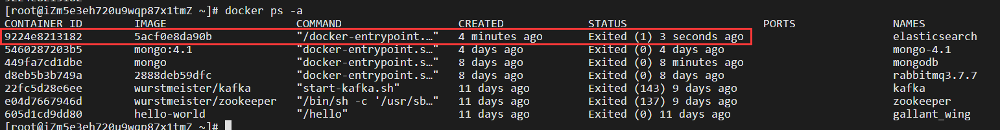 [root@iZm5e3eh720u9wqp87x1tmZ ~]# docker ps -a
CONTAINER ID IMAGE COMMAND CREATED STATUS PORTS NAMES
9224e8213182 5acf0e8da90b "/docker-entrypoint.…" 4 minutes ago Exited (1) 3 seconds ago elasticsearch
5460287203b5 mongo:4.1 "docker-entrypoint.s…" 4 days ago Exited (0) 4 days ago mongo-4.1
449fa7cd1dbe mongo "docker-entrypoint.s…" 8 days ago Exited (0) 8 minutes ago mongodb
d8eb5b3b749a 2888deb59dfc "docker-entrypoint.s…" 8 days ago Exited (0) 8 days ago rabbitmq3.7.7
22fc5d28e6ee wurstmeister/kafka "start-kafka.sh" 11 days ago Exited (143) 9 days ago kafka
e04d7667946d wurstmeister/zookeeper "/bin/sh -c '/usr/sb…" 11 days ago Exited (137) 9 days ago zookeeper
605d1cd9dd80 hello-world "/hello" 11 days ago Exited (0) 11 days ago gallant_wing
[root@iZm5e3eh720u9wqp87x1tmZ ~]#